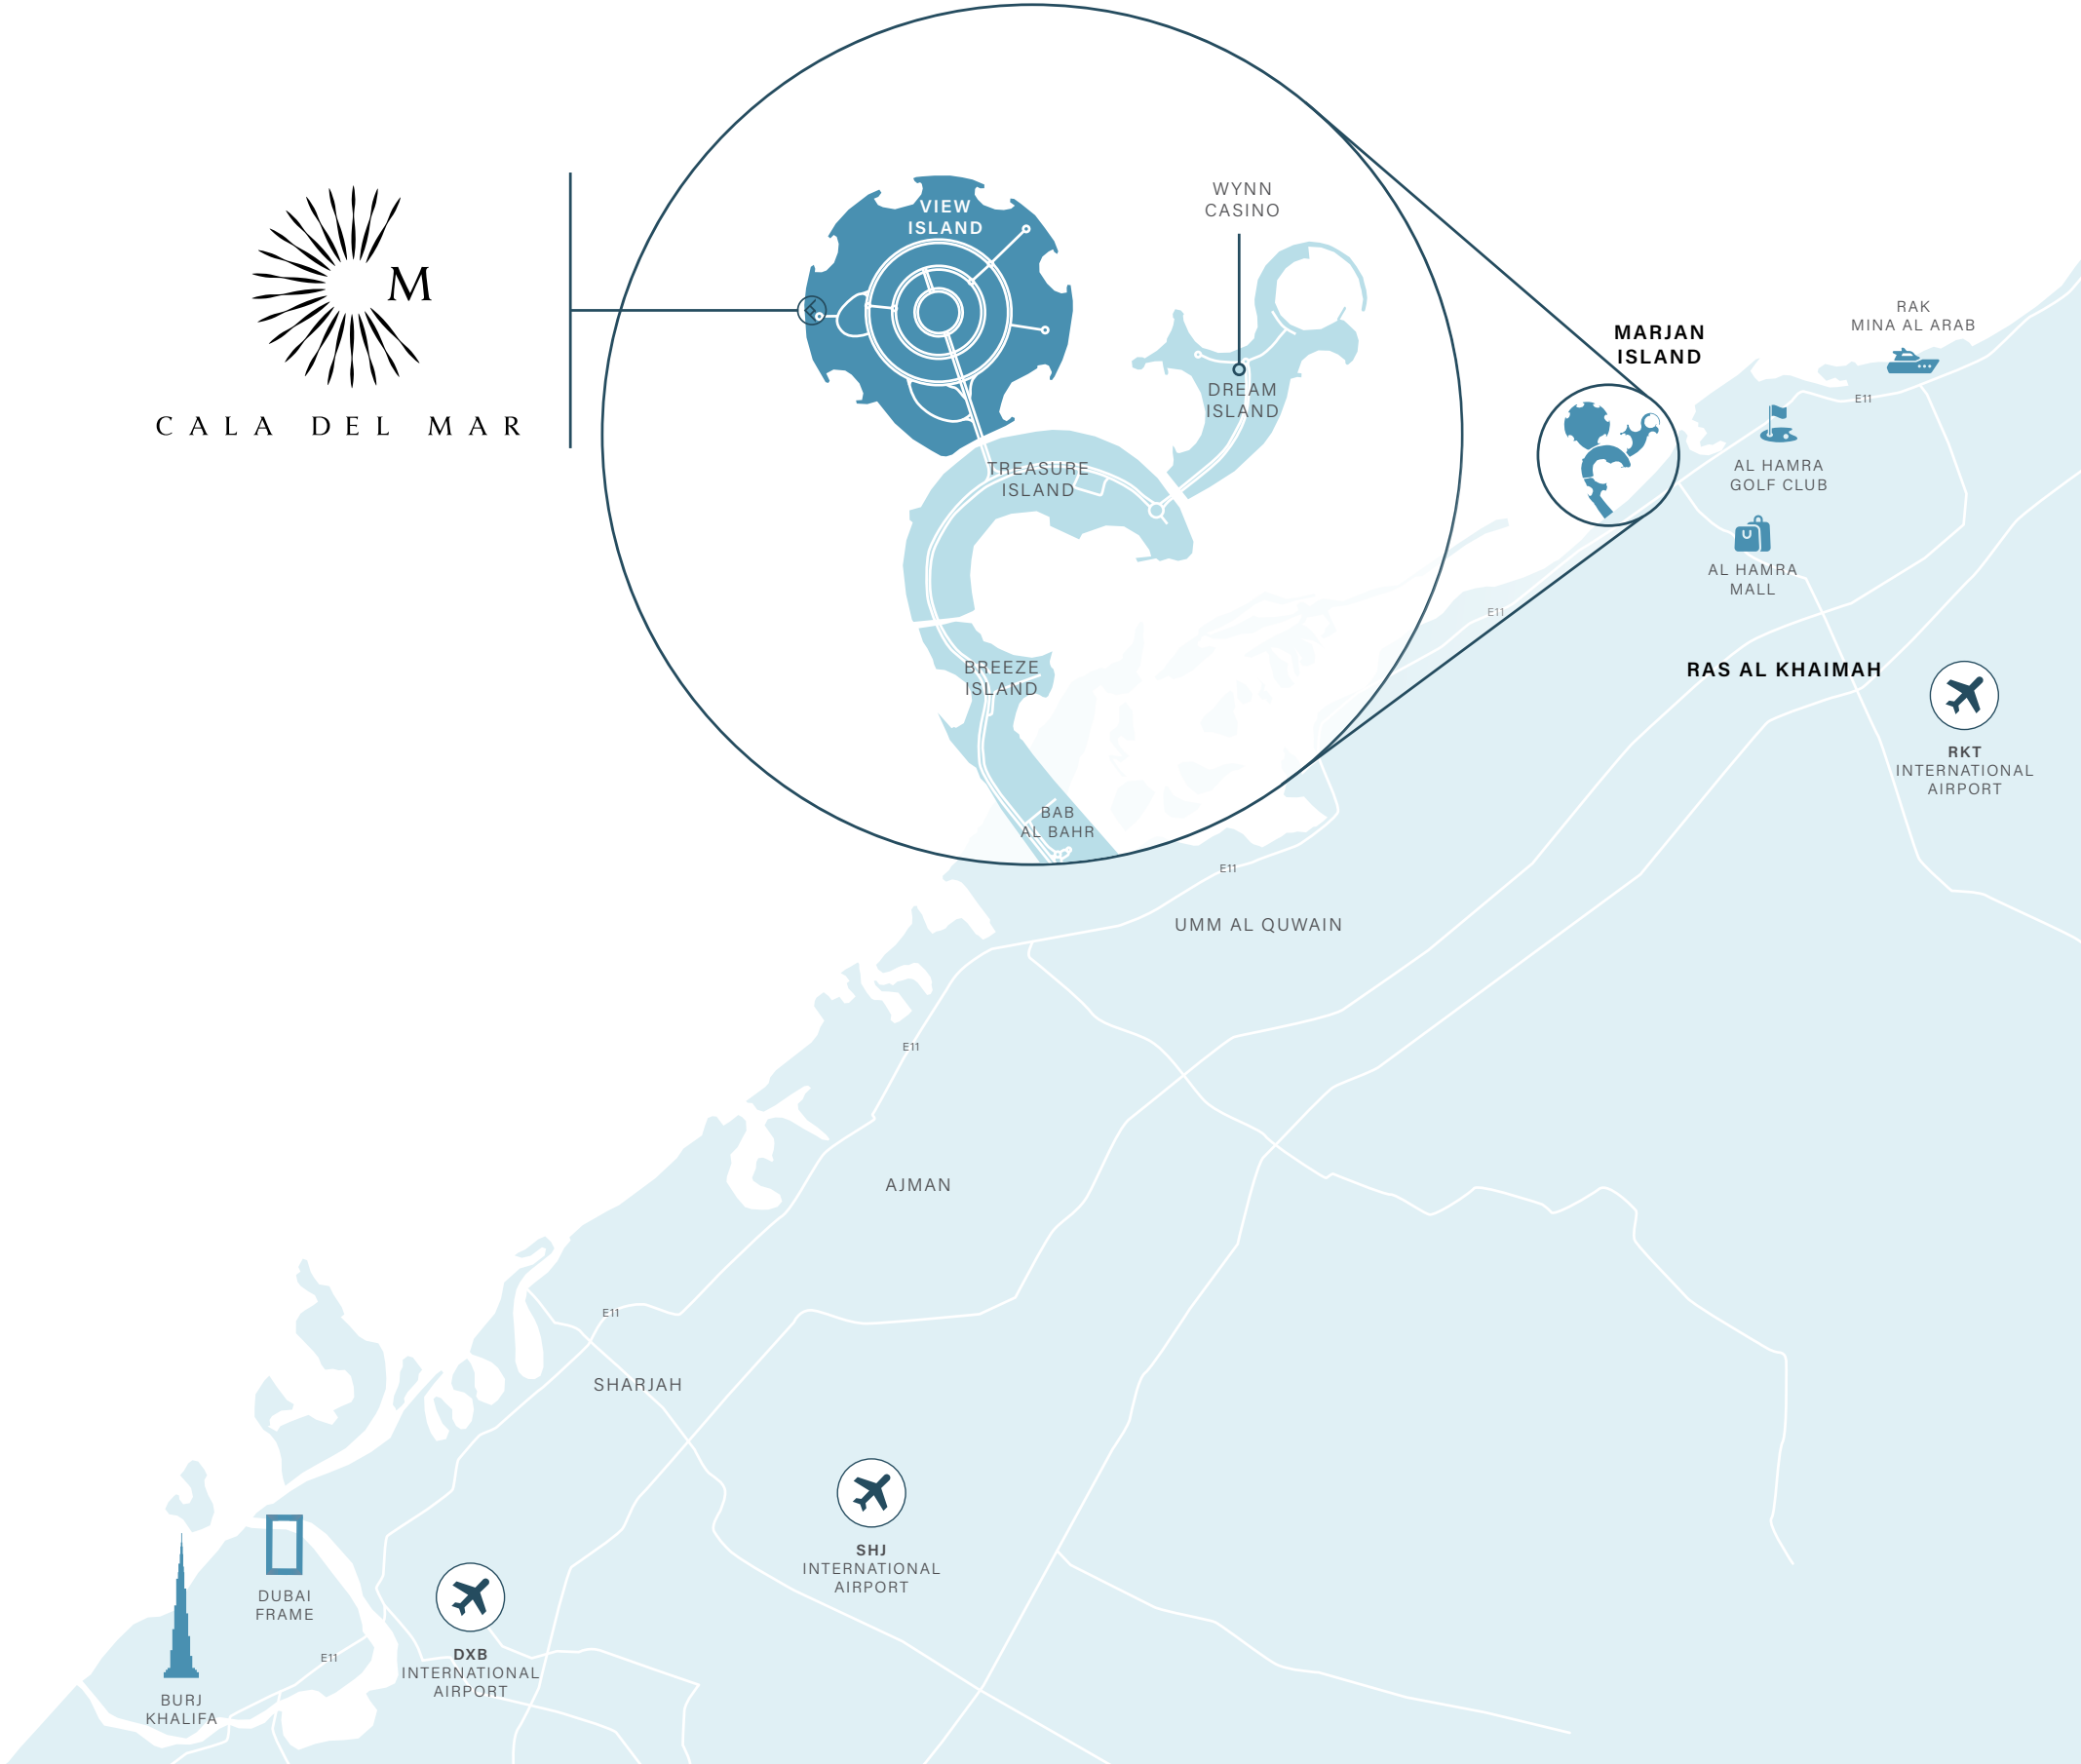 M
CALA DEL MAR
VIEW
ISLAND
WYNN
CASINO
DREAM
ISLAND
TREASURE
ISLAND
BREEZE
ISLAND
BAB
AL BAHR
MARJAN
ISLAND
RAK
MINA AL ARAB
E11
AL HAMRA
GOLF CLUB
AL HAMRA
MALL
E11
RAS AL KHAIMAH
RKT
INTERNATIONAL
AIRPORT
E11
UMM AL QUWAIN
E11
AJMAN
E11
SHARJAH
SHJ
INTERNATIONAL
AIRPORT
DUBAI
FRAME
E11
DXB
INTERNATIONAL
AIRPORT
BURJ
KHALIFA